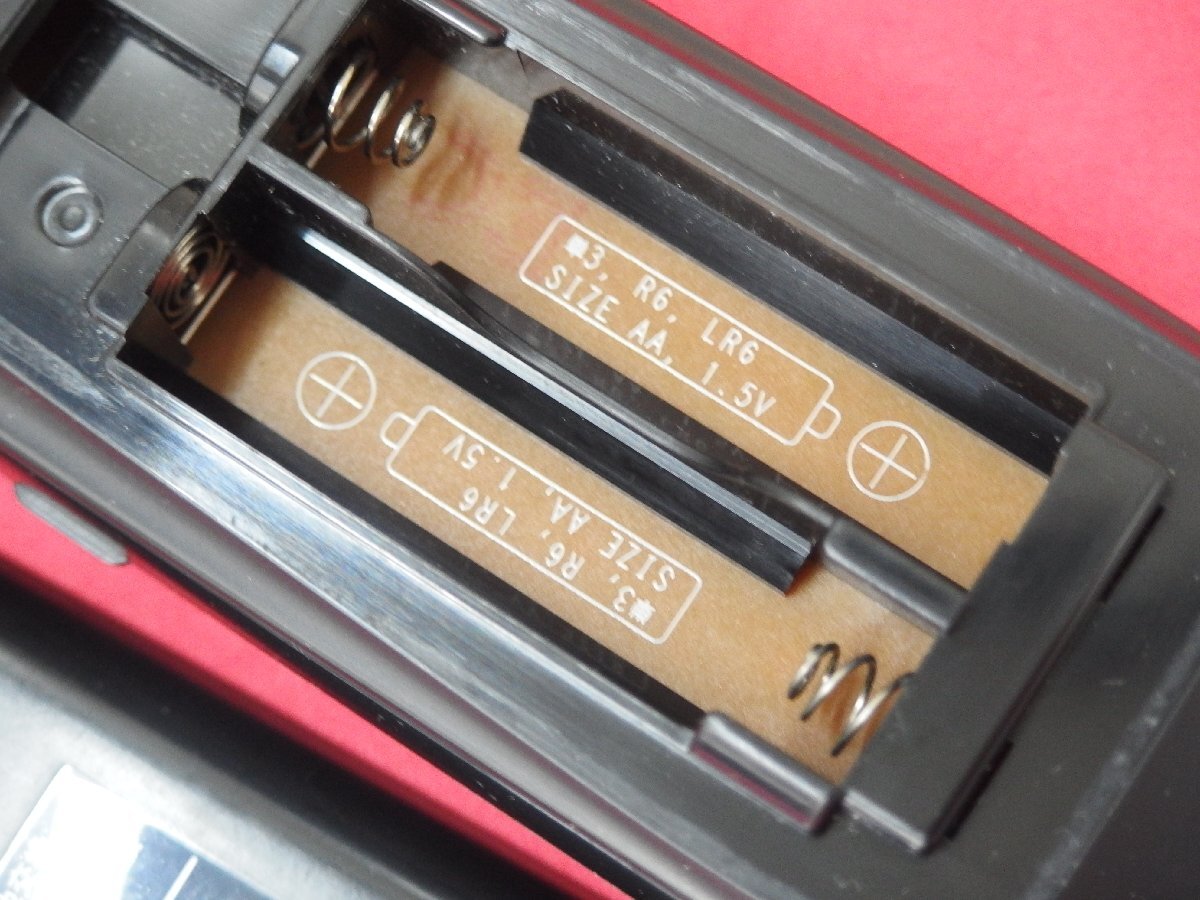 単3, R6, LR6
SIZE AA, 1.5V
単3, R6, LR6
SIZE AA, 1.5V